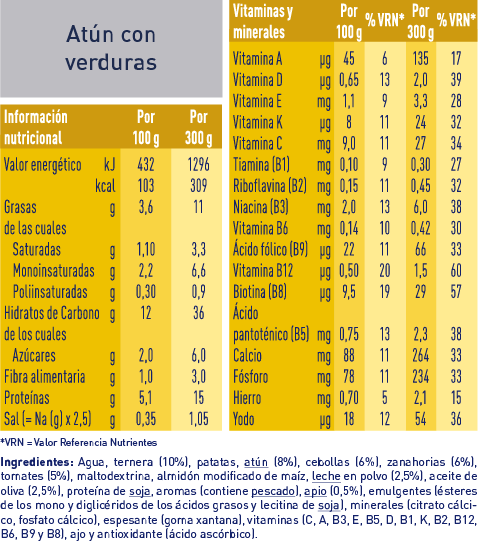 Atún con
verduras
Información Por Por
nutricional 100 g 300 g
Valor energético kJ 432 1296
kcal 103 309
Grasas g 3,6 11
de las cuales
Saturadas g 1,10 3,3
Monoinsaturadas g 2,2 6,6
Poliinsaturadas g 0,30 0,9
Hidratos de Carbono g 12 36
de los cuales
Azúcares g 2,0 6,0
Fibra alimentaria g 1,0 3,0
Proteínas g 5,1 15
Sal (= Na (g) x 2,5) g 0,35 1,05
Vitaminas y Por % VRN* Por % VRN*
minerales 100 g 300 g
Vitamina A µg 45 6 135 17
Vitamina D µg 0,65 13 2,0 39
Vitamina E mg 1,1 9 3,3 28
Vitamina K µg 8 11 24 32
Vitamina C mg 9,0 11 27 34
Tiamina (B1) mg 0,10 9 0,30 27
Riboflavina (B2) mg 0,15 11 0,45 32
Niacina (B3) mg 2,0 13 6,0 38
Vitamina B6 mg 0,14 10 0,42 30
Ácido fólico (B9) µg 22 11 66 33
Vitamina B12 µg 0,50 20 1,5 60
Biotina (B8) µg 9,5 19 29 57
Ácido
pantoténico (B5) mg 0,75 13 2,3 38
Calcio mg 88 11 264 33
Fósforo mg 78 11 234 33
Hierro mg 0,70 5 2,1 15
Yodo µg 18 12 54 36
*VRN = Valor Referencia Nutrientes
Ingredientes: Agua, ternera (10%), patatas, atún (8%), cebollas (6%), zanahorias (6%),
tomates (5%), maltodextrina, almidón modificado de maíz, leche en polvo (2,5%), aceite de
oliva (2,5%), proteína de soja, aromas (contiene pescado), apio (0,5%), emulgentes (ésteres
de los mono y diglicéridos de los ácidos grasos y lecitina de soja), minerales (citrato cálci-
co, fosfato cálcico), espesante (goma xantana), vitaminas (C, A, B3, E, B5, D, B1, K, B2, B12,
B6, B9 y B8), ajo y antioxidante (ácido ascórbico).